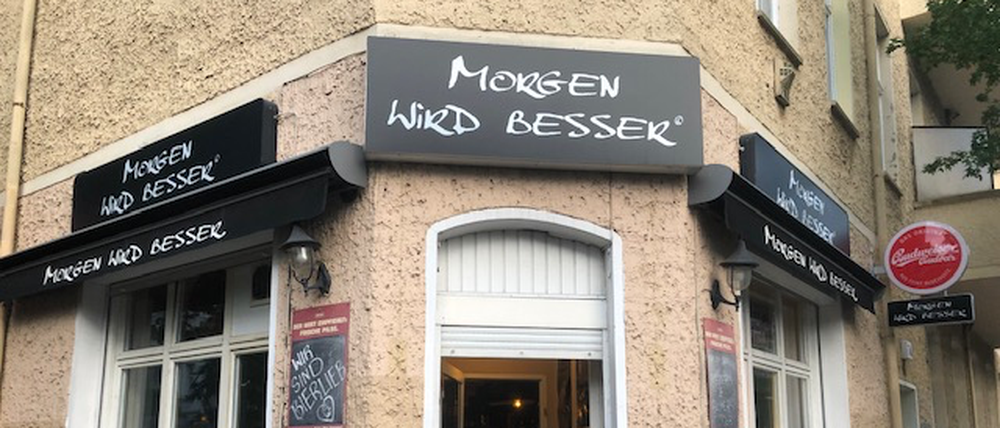 MORGEN
WIRD BESSER©
MORGEN
WIRD BESSER©
MORGEN WIRD BESSER
MORGEN
WIRD BESSER
MORGEN WIRD BESSER
Budweiser
Budvar
MORGEN
WIRD BESSER
WIR
SIND
BIERLIEB